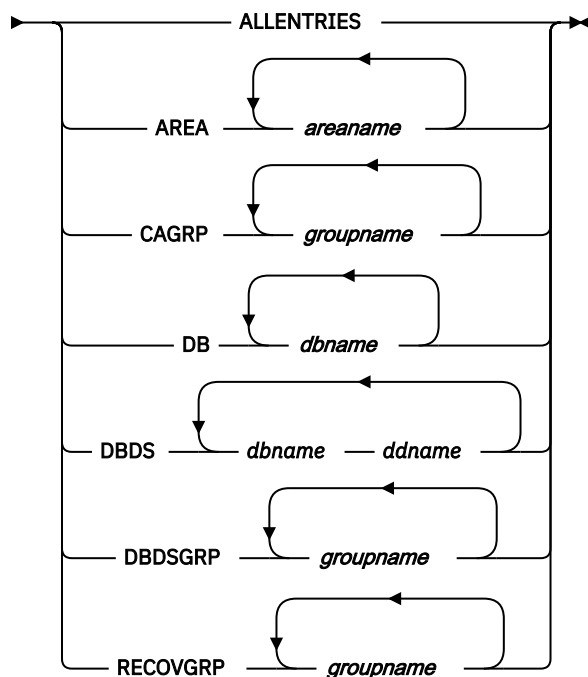 ALLENTRIES
AREA areaname
CAGRP groupname
DB dbname
DBDS dbname ddname
DBDSGRP groupname
RECOVGRP groupname